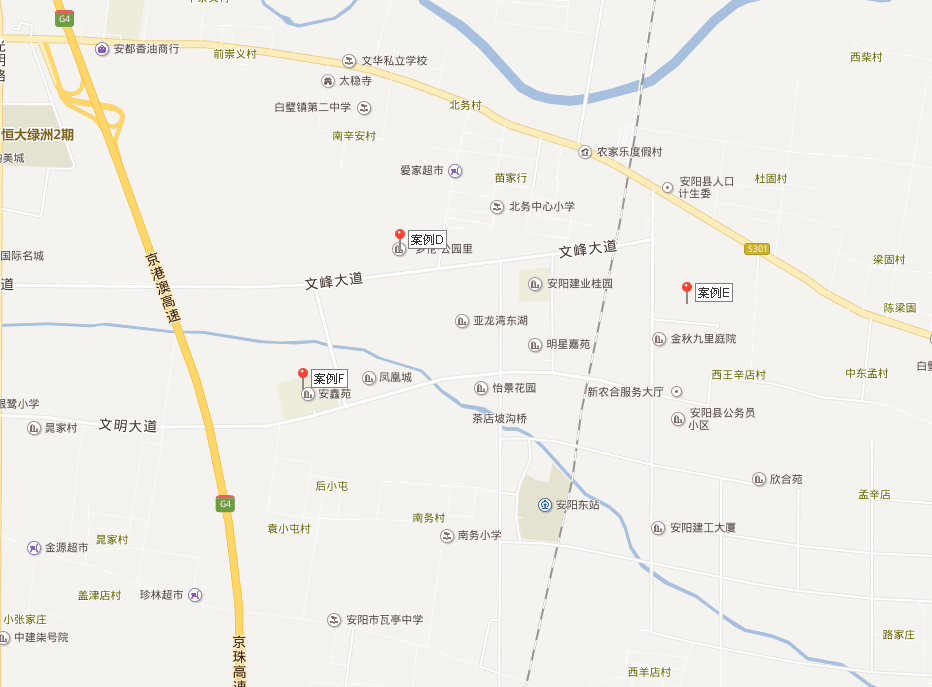 G4
安都香油商行
前崇义村
文华私立学校
太稳寺
西柴村
白璧镇第二中学
北务村
恒大绿洲2期
南辛安村
农家乐度假村
爱家超市
苗家行
安阳县人口
计生委
杜固村
北务中心小学
案例D
公园里
文峰大道
S301
国际名城
梁固村
京港澳高速
道
文峰大道
安阳建业桂园
案例E
陈梁固
亚龙湾东湖
明星嘉苑
金秋九里庭院
案例F
凤凰城
西王辛店村
中东孟村
安鑫苑
怡景花园
新农合服务大厅
小学
晁家村
文明大道
茶店坡沟桥
安阳县公务员
小区
欣合苑
后小屯
孟辛店
G4
安阳东站
南务村
袁小屯村
南务小学
安阳建工大厦
金源超市
晁家村
盖津店村
珍林超市
小张家庄
安阳市瓦亭中学
中建柒号院
路家庄
京珠高速
西羊店村